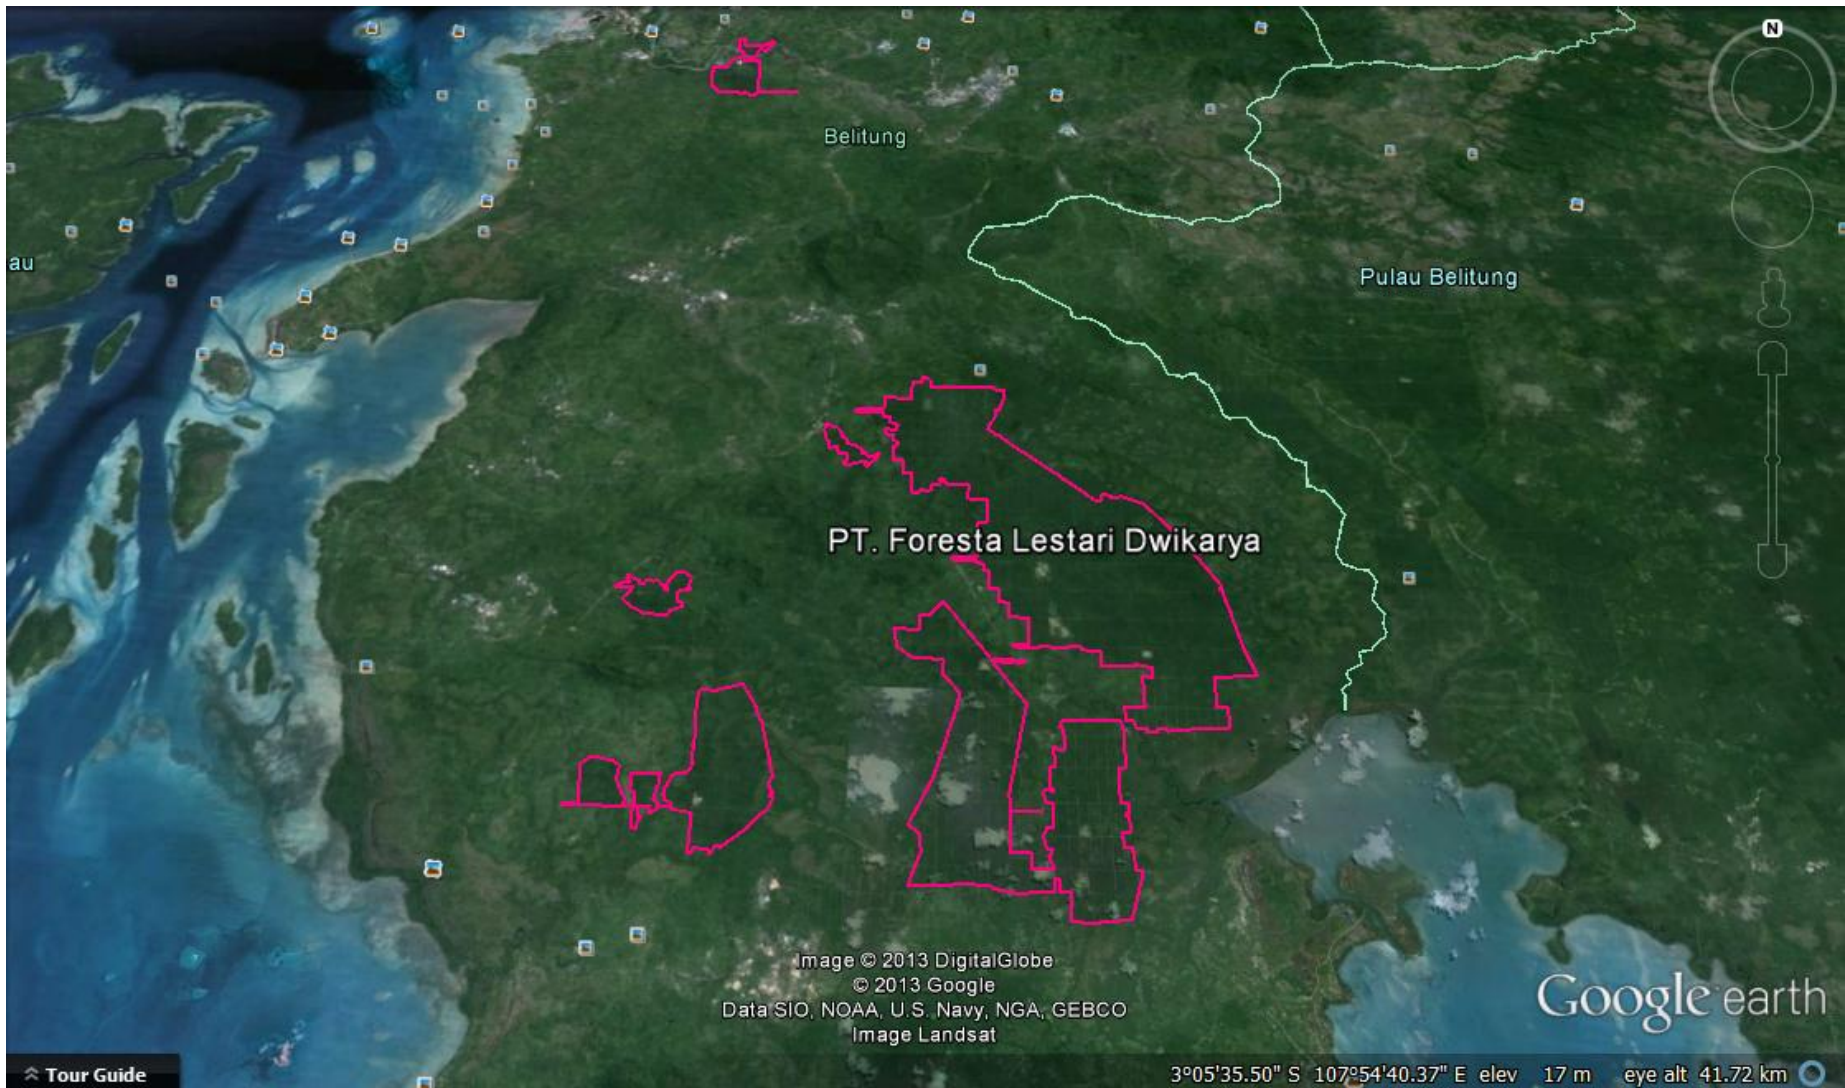 N
Belitung
au
Pulau Belitung
PT. Foresta Lestari Dwikarya
Image © 2013 DigitalGlobe
© 2013 Google
Data SIO, NOAA, U.S. Navy, NGA, GEBCO
Image Landsat
Google earth
Tour Guide
3°05'35.50" S 107°54'40.37" E elev 17 m eye alt 41.72 km